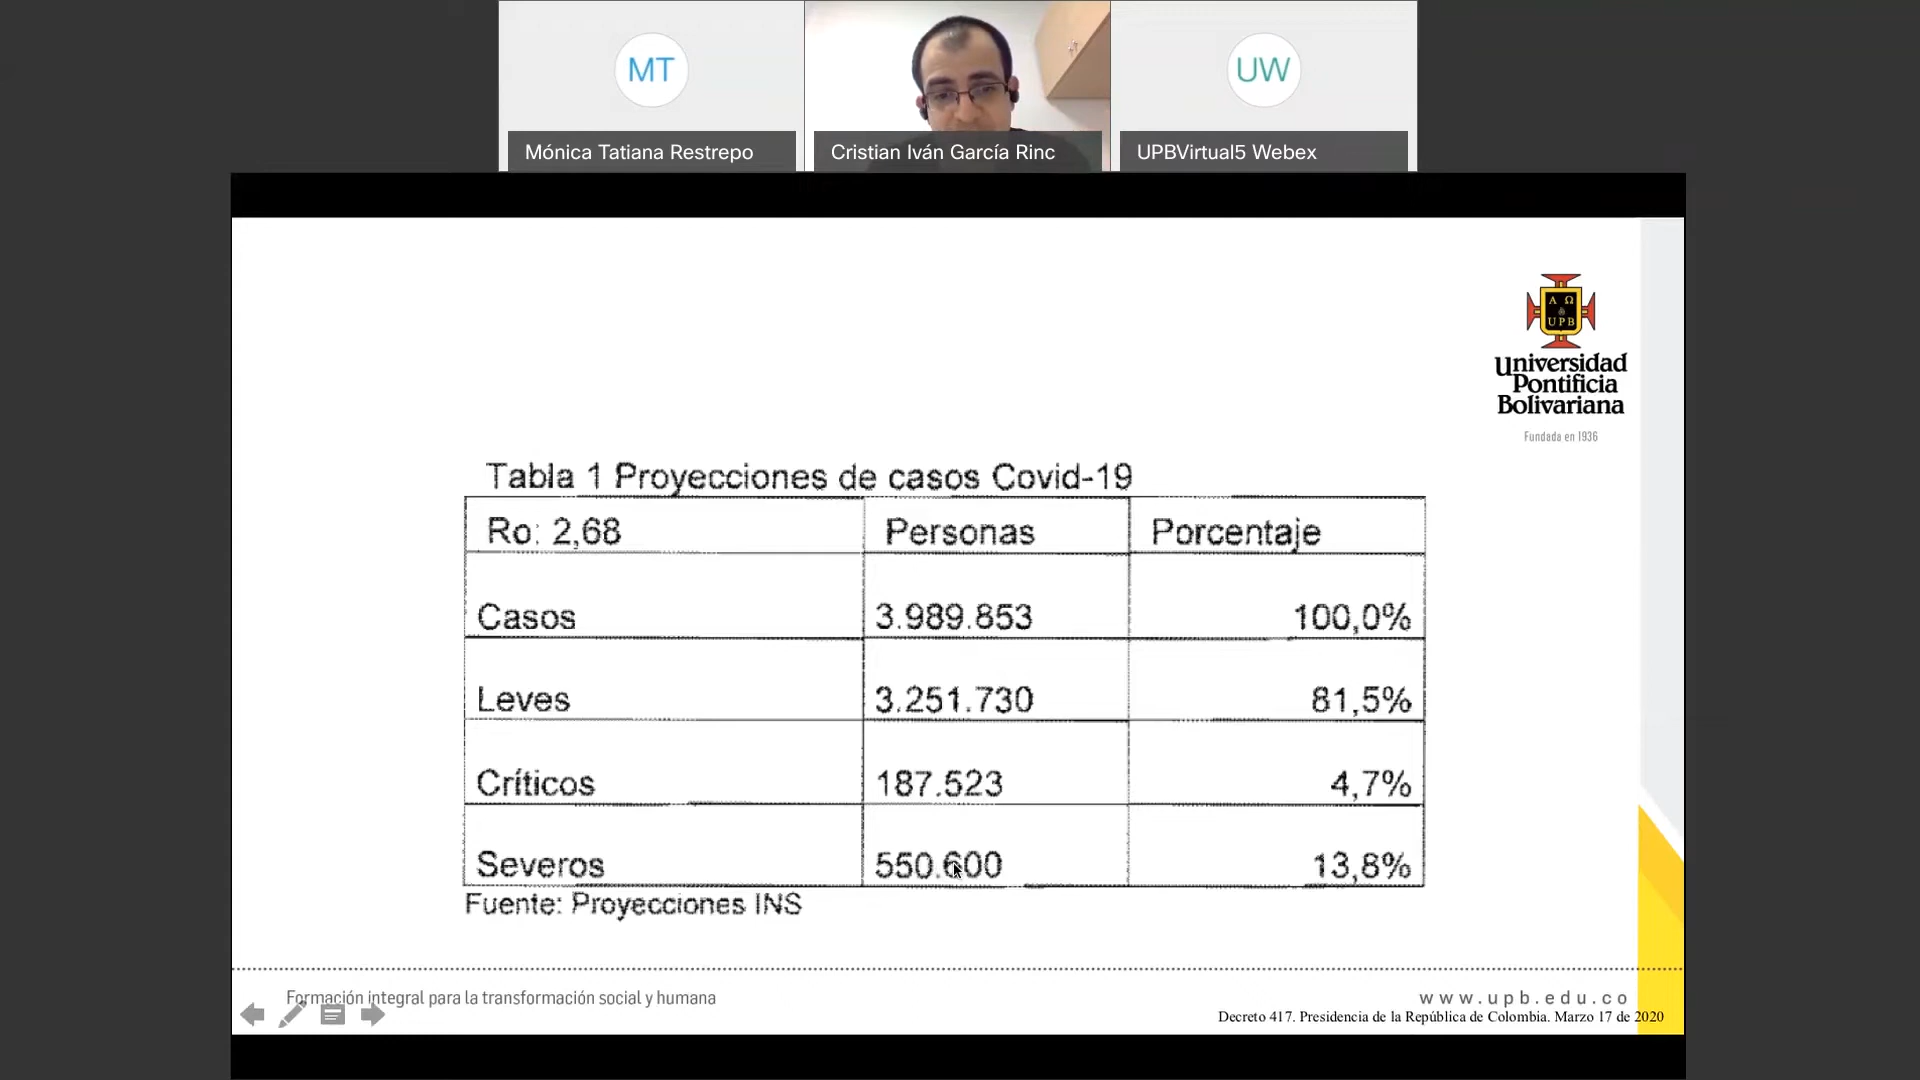 MT
UW
Mónica Tatiana Restrepo
Cristian Iván García Rinc
UPBVirtual5 Webex
A Ω
&
UPB
Universidad
Pontificia
Bolivariana
Fundada en 1936
Tabla 1 Proyecciones de casos Covid-19
Ro: 2,68 Personas Porcentaje
Casos 3.989.853 100,0%
Leves 3.251.730 81,5%
Críticos 187.523 4,7%
Severos 550.600 13,8%
Fuente: Proyecciones INS
Formación integral para la transformación social y humana
www.upb.edu.co
Decreto 417. Presidencia de la República de Colombia. Marzo 17 de 2020